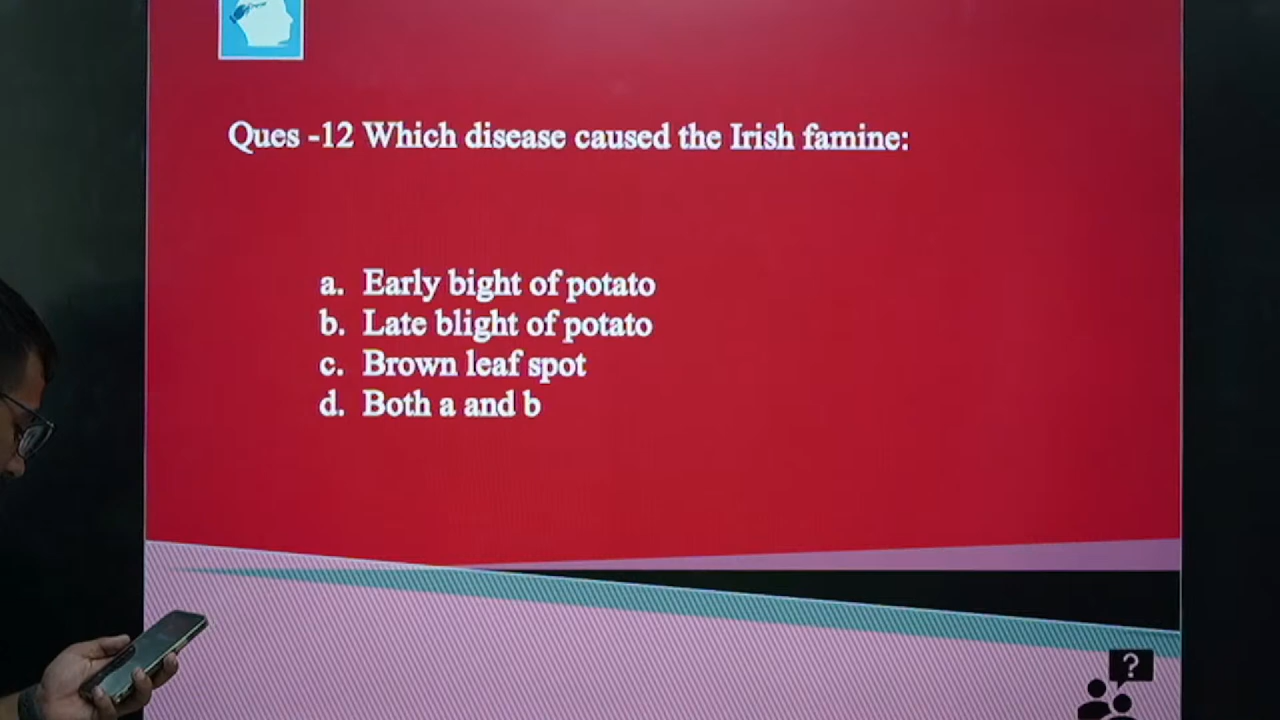 Ques -12 Which disease caused the Irish famine:
a. Early bight of potato
b. Late blight of potato
c. Brown leaf spot
d. Both a and b
?